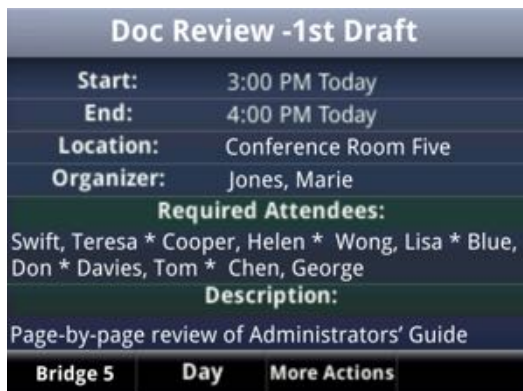 Doc Review -1st Draft
Start: 3:00 PM Today
End: 4:00 PM Today
Location: Conference Room Five
Organizer: Jones, Marie
Required Attendees:
Swift, Teresa * Cooper, Helen * Wong, Lisa * Blue,
Don * Davies, Tom * Chen, George
Description:
Page-by-page review of Administrators’ Guide
Bridge 5 Day More Actions